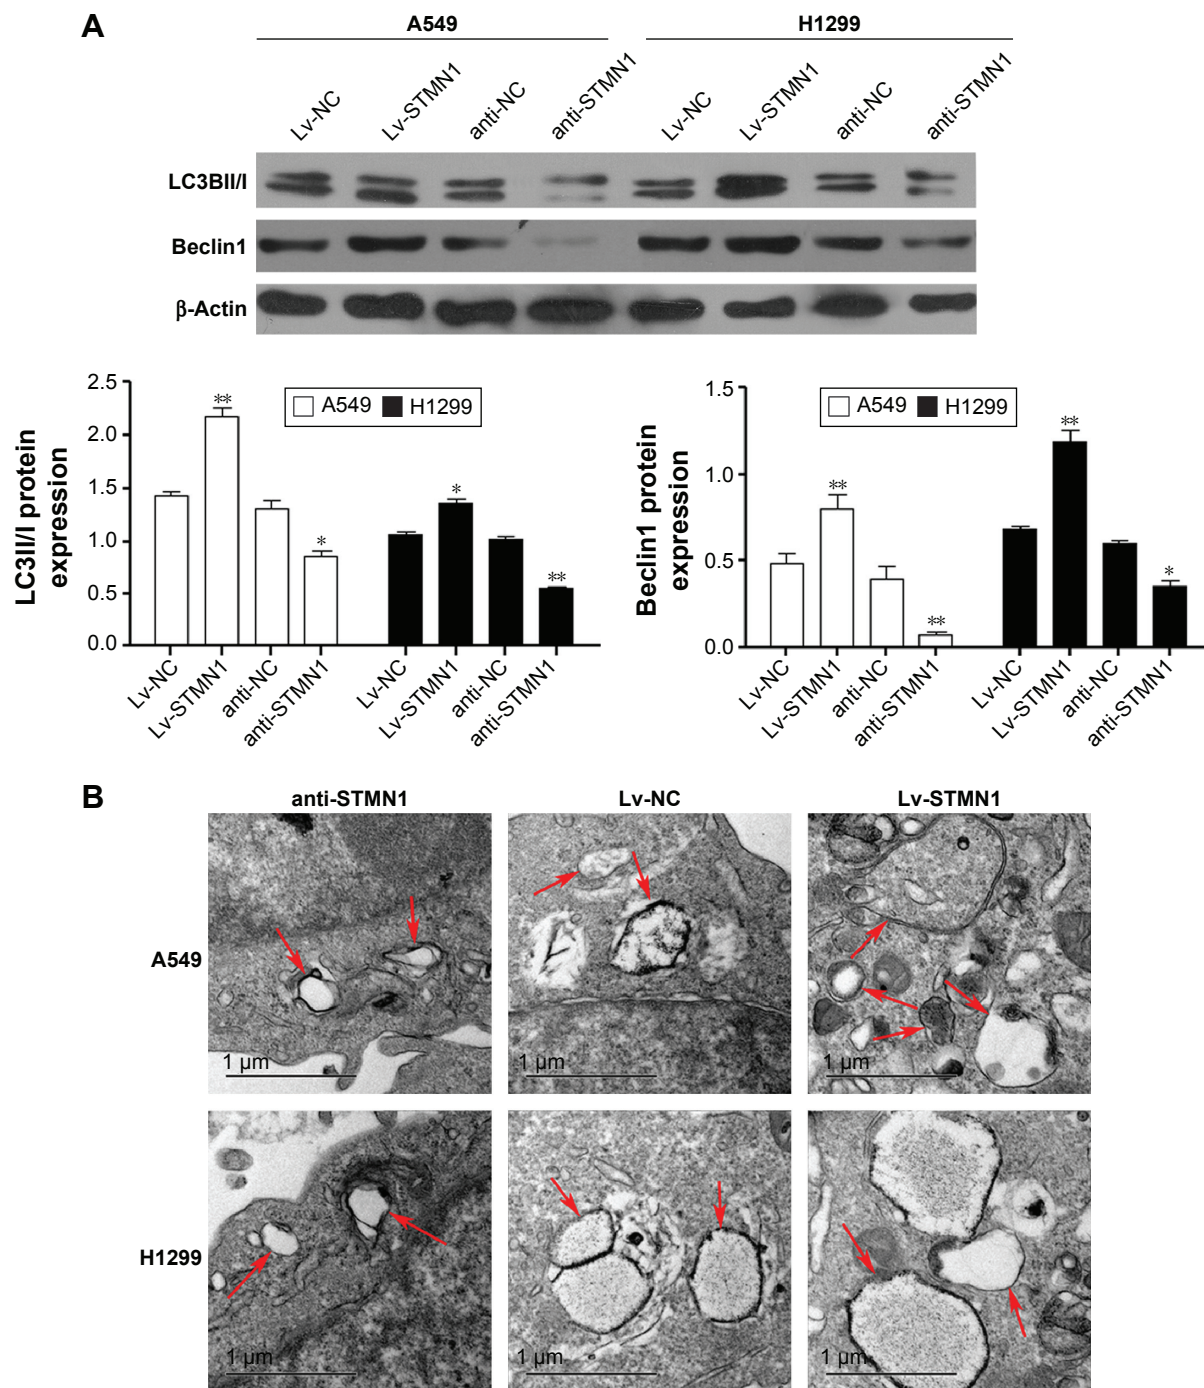 A
A549 H1299
Lv-NC Lv-STMN1 anti-NC anti-STMN1 Lv-NC Lv-STMN1 anti-NC anti-STMN1
LC3BII/I
Beclin1
β-Actin
LC3II/I protein
expression
2.5
2.0
1.5
1.0
0.5
0.0
A549 H1299
** * * **
Lv-NC Lv-STMN1 anti-NC anti-STMN1 Lv-NC Lv-STMN1 anti-NC anti-STMN1
Beclin1 protein
expression
1.5
1.0
0.5
0.0
A549 H1299
** ** ** *
Lv-NC Lv-STMN1 anti-NC anti-STMN1 Lv-NC Lv-STMN1 anti-NC anti-STMN1
B
anti-STMN1 Lv-NC Lv-STMN1
A549
1 µm 1 µm 1 µm
H1299
1 µm 1 µm 1 µm